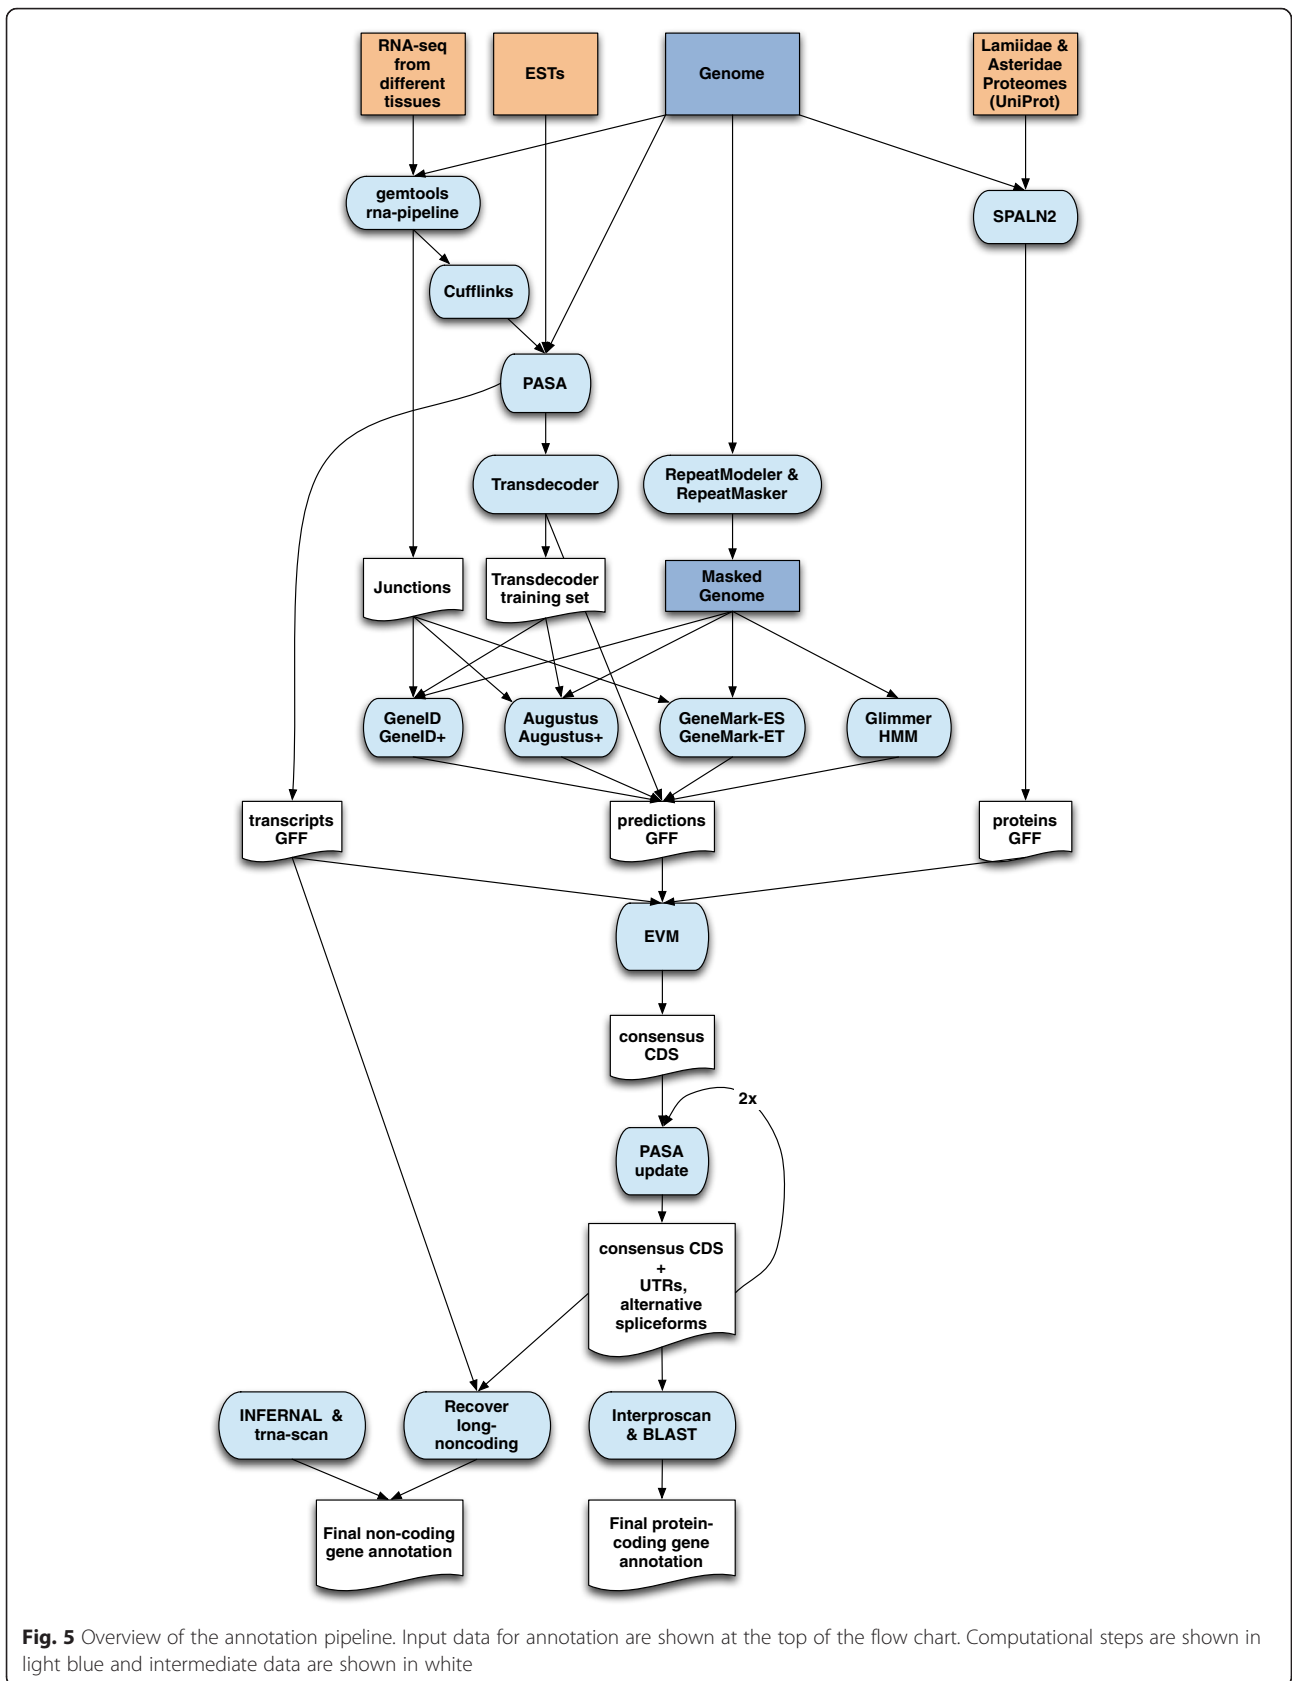 RNA-seq
from
different
tissues
ESTs
Genome
Lamiidae &
Asteridae
Proteomes
(UniProt)
gemtools
rna-pipeline
SPALN2
Cufflinks
PASA
Transdecoder
RepeatModeler &
RepeatMasker
Junctions
Transdecoder
training set
Masked
Genome
GeneID
GeneID+
Augustus
Augustus+
GeneMark-ES
GeneMark-ET
Glimmer
HMM
transcripts
GFF
predictions
GFF
proteins
GFF
EVM
consensus
CDS
2x
PASA
update
consensus CDS
+
UTRs,
alternative
spliceforms
INFERNAL &
trna-scan
Recover
long-
noncoding
Interproscan
& BLAST
Final non-coding
gene annotation
Final protein-
coding gene
annotation
Fig. 5 Overview of the annotation pipeline. Input data for annotation are shown at the top of the flow chart. Computational steps are shown in
light blue and intermediate data are shown in white